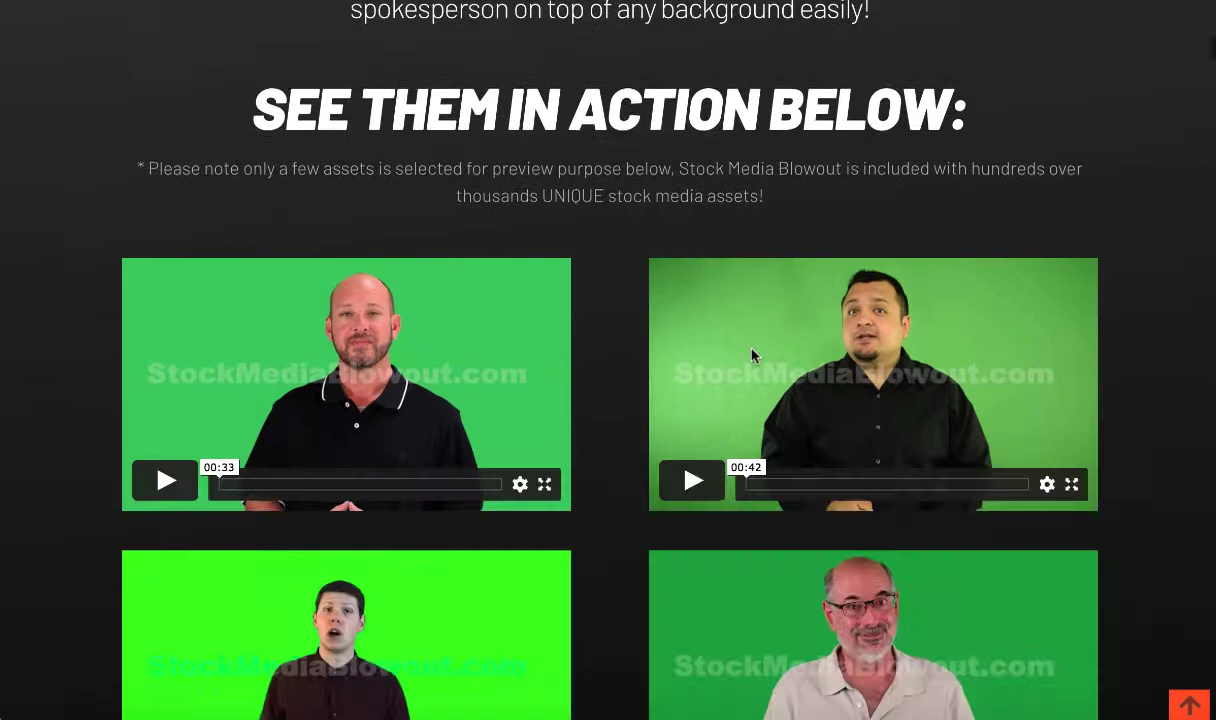 spokesperson on top of any background easily!
SEE THEM IN ACTION BELOW:
* Please note only a few assets is selected for preview purpose below, Stock Media Blowout is included with hundreds over
thousands UNIQUE stock media assets!
StockMediaBlowout.com
StockMediaBlowout.com
00:33
00:42
StockMediaBlowout.com
StockMediaBlowout.com